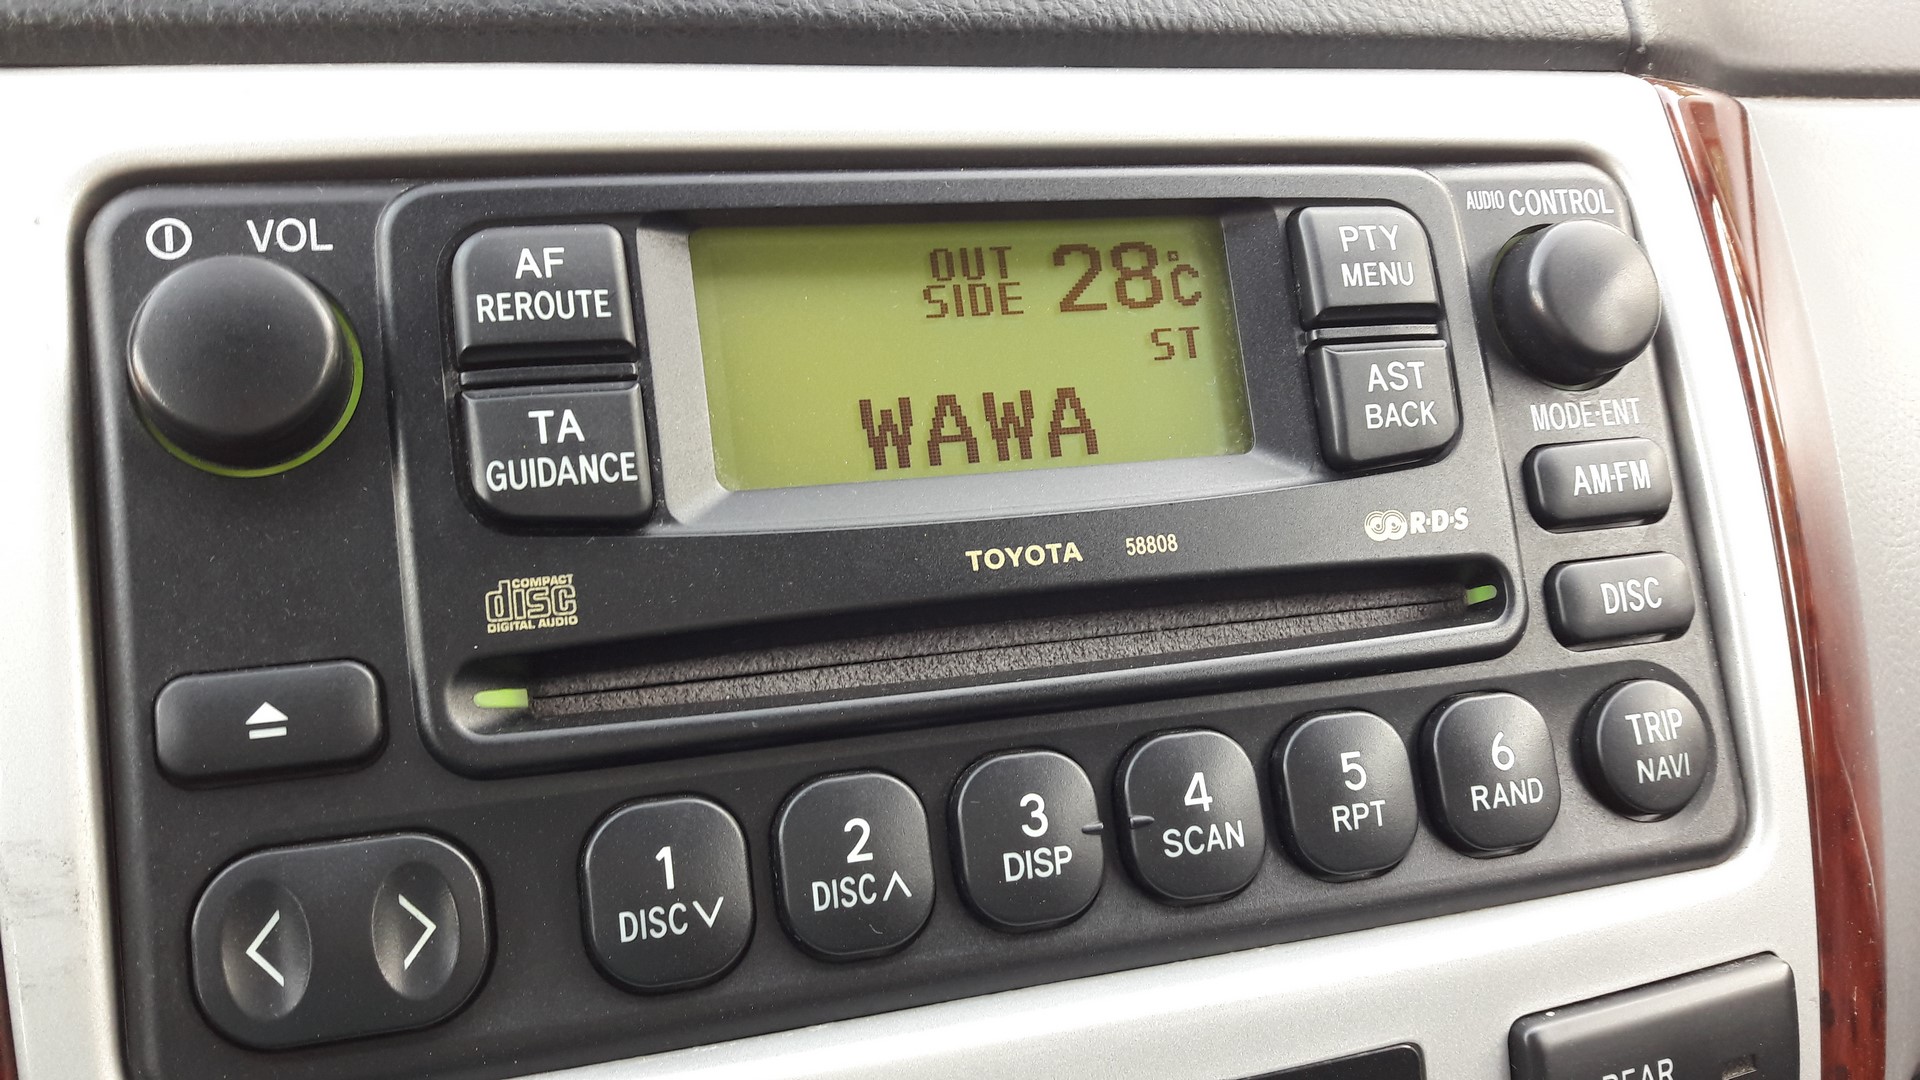 VOL
AF
REROUTE
TA
GUIDANCE
OUT
SIDE 28°C
ST
WAWA
PTY
MENU
AST
BACK
AUDIO CONTROL
MODE·ENT
AM·FM
DISC
TOYOTA 58808
R·D·S
COMPACT
disc
DIGITAL AUDIO
1
DISC ∨
2
DISC ∧
3
DISP
4
SCAN
5
RPT
6
RAND
TRIP
NAVI
REAR